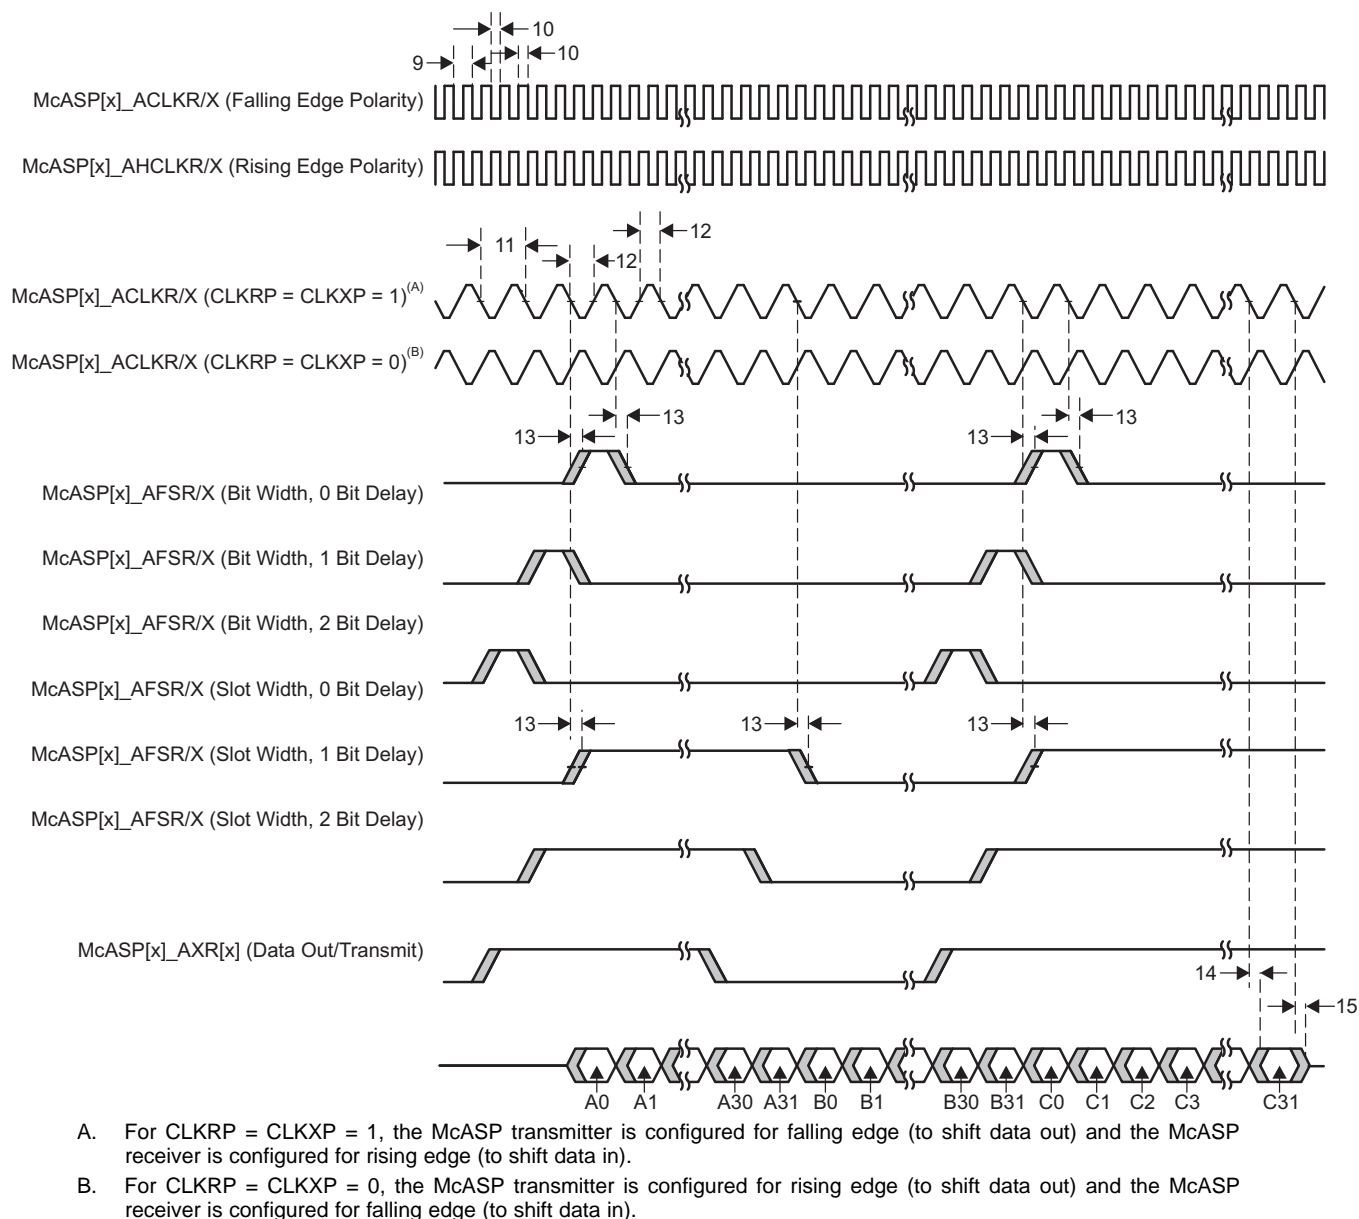 10
9
10
McASP[x]_ACLKR/X (Falling Edge Polarity)
McASP[x]_AHCLKR/X (Rising Edge Polarity)
11
12
12
McASP[x]_ACLKR/X (CLKRP = CLKXP = 1)(A)
McASP[x]_ACLKR/X (CLKRP = CLKXP = 0)(B)
13
13
13
13
McASP[x]_AFSR/X (Bit Width, 0 Bit Delay)
McASP[x]_AFSR/X (Bit Width, 1 Bit Delay)
McASP[x]_AFSR/X (Bit Width, 2 Bit Delay)
McASP[x]_AFSR/X (Slot Width, 0 Bit Delay)
13
13
13
McASP[x]_AFSR/X (Slot Width, 1 Bit Delay)
McASP[x]_AFSR/X (Slot Width, 2 Bit Delay)
McASP[x]_AXR[x] (Data Out/Transmit)
14
15
A0 A1 A30 A31 B0 B1 B30 B31 C0 C1 C2 C3 C31
A. For CLKRP = CLKXP = 1, the McASP transmitter is configured for falling edge (to shift data out) and the McASP
receiver is configured for rising edge (to shift data in).
B. For CLKRP = CLKXP = 0, the McASP transmitter is configured for rising edge (to shift data out) and the McASP
receiver is configured for falling edge (to shift data in).